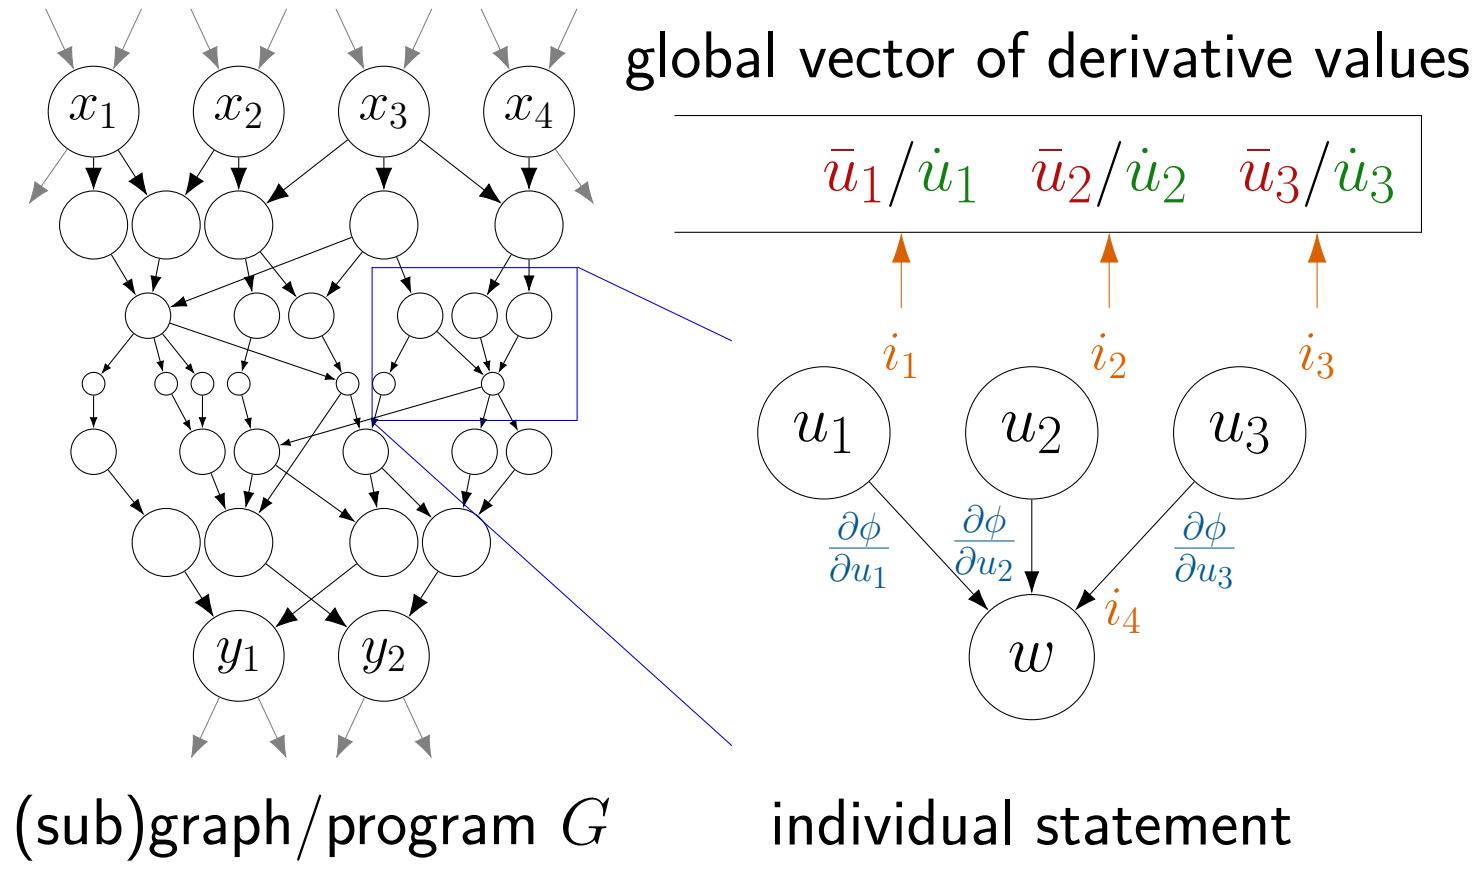 x₁ x₂ x₃ x₄
global vector of derivative values
ū₁/u̇₁ ū₂/u̇₂ ū₃/u̇₃
i₁ i₂ i₃
u₁ u₂ u₃
∂ϕ/∂u₁ ∂ϕ/∂u₂ ∂ϕ/∂u₃
i₄
w
y₁ y₂
(sub)graph/program G
individual statement